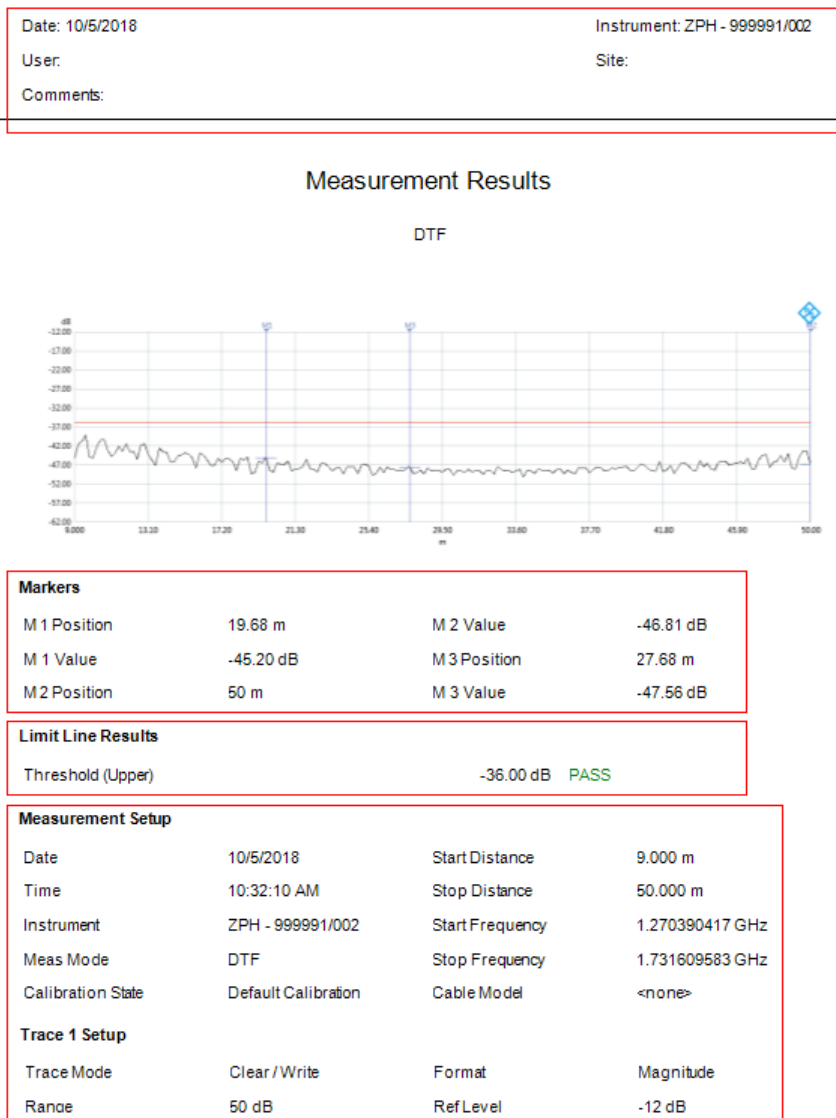 Date: 10/5/2018 Instrument: ZPH - 999991/002
User: Site:
Comments:
Measurement Results
DTF
dB
-12.00
-17.00
-22.00
-27.00
-32.00
-37.00
-42.00
-47.00
-52.00
-57.00
-62.00
9.000 13.10 17.20 21.30 25.40 29.50 33.60 37.70 41.80 45.90 50.00
m
Markers
M 1 Position 19.68 m M 2 Value -46.81 dB
M 1 Value -45.20 dB M 3 Position 27.68 m
M 2 Position 50 m M 3 Value -47.56 dB
Limit Line Results
Threshold (Upper) -36.00 dB PASS
Measurement Setup
Date 10/5/2018 Start Distance 9.000 m
Time 10:32:10 AM Stop Distance 50.000 m
Instrument ZPH - 999991/002 Start Frequency 1.270390417 GHz
Meas Mode DTF Stop Frequency 1.731609583 GHz
Calibration State Default Calibration Cable Model <none>
Trace 1 Setup
Trace Mode Clear / Write Format Magnitude
Range 50 dB Ref Level -12 dB